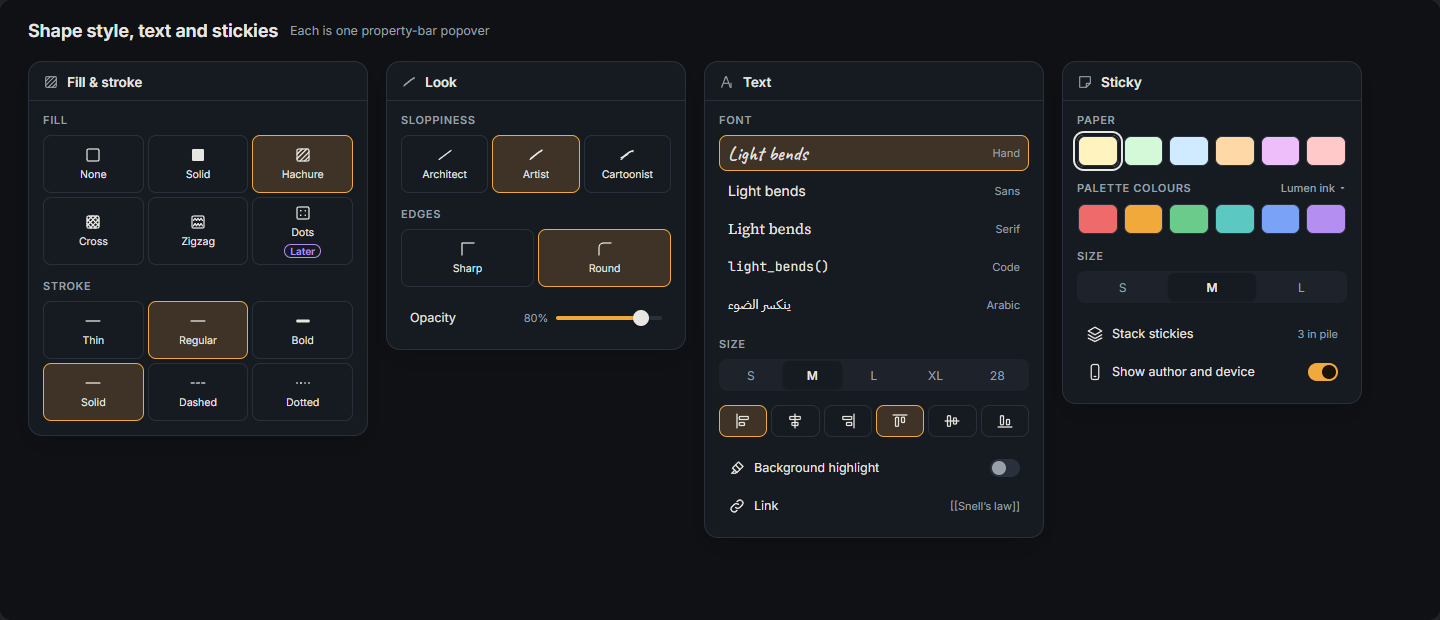 Shape style, text and stickies Each is one property-bar popover
Fill & stroke
FILL
None Solid Hachure
Cross Zigzag Dots
Later
STROKE
Thin Regular Bold
Solid Dashed Dotted
Look
SLOPPINESS
Architect Artist Cartoonist
EDGES
Sharp Round
Opacity 80%
Text
FONT
Light bends Hand
Light bends Sans
Light bends Serif
light_bends() Code
ينكسر الضوء Arabic
SIZE
S M L XL 28
Background highlight
Link [[Snell's law]]
Sticky
PAPER
PALETTE COLOURS Lumen ink
SIZE
S M L
Stack stickies 3 in pile
Show author and device